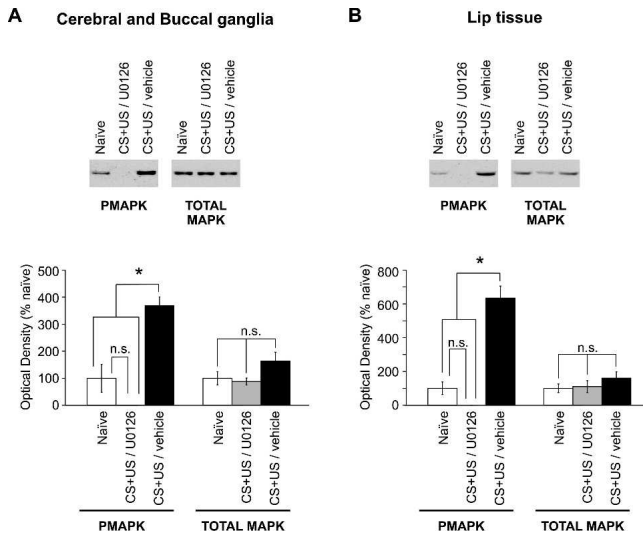 A Cerebral and Buccal ganglia
Naïve
CS+US / U0126
CS+US / vehicle
Naïve
CS+US / U0126
CS+US / vehicle
PMAPK
TOTAL
MAPK
Optical Density (% naïve)
500
400
300
200
100
0
*
n.s.
n.s.
Naïve
CS+US / U0126
CS+US / vehicle
Naïve
CS+US / U0126
CS+US / vehicle
PMAPK
TOTAL MAPK
B Lip tissue
Naïve
CS+US / U0126
CS+US / vehicle
Naïve
CS+US / U0126
CS+US / vehicle
PMAPK
TOTAL
MAPK
Optical Density (% naïve)
800
600
400
200
0
*
n.s.
n.s.
Naïve
CS+US / U0126
CS+US / vehicle
Naïve
CS+US / U0126
CS+US / vehicle
PMAPK
TOTAL MAPK